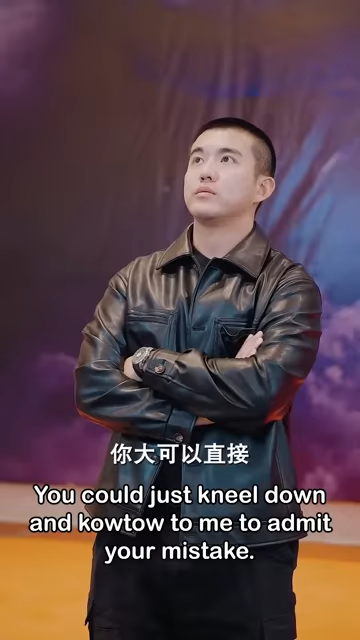 你大可以直接
You could just kneel down
and kowtow to me to admit
your mistake.